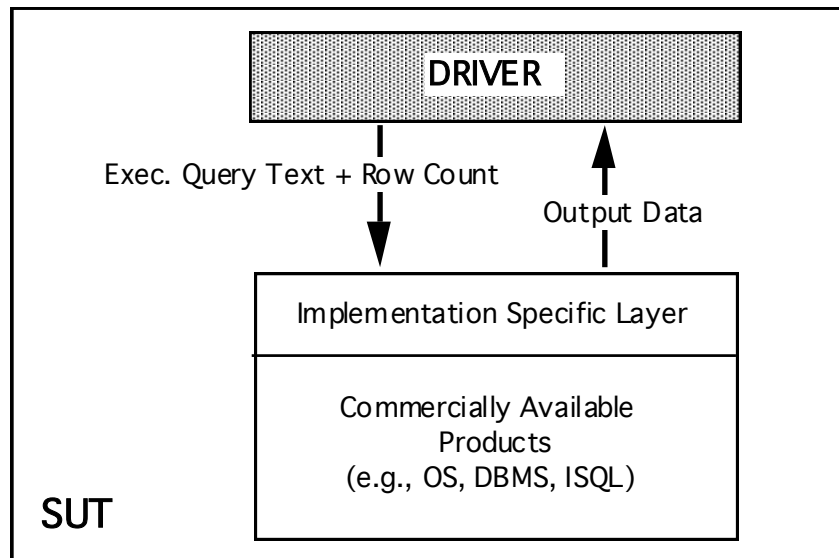 DRIVER
Exec. Query Text + Row Count
Output Data
Implementation Specific Layer
Commercially Available
Products
(e.g., OS, DBMS, ISQL)
SUT